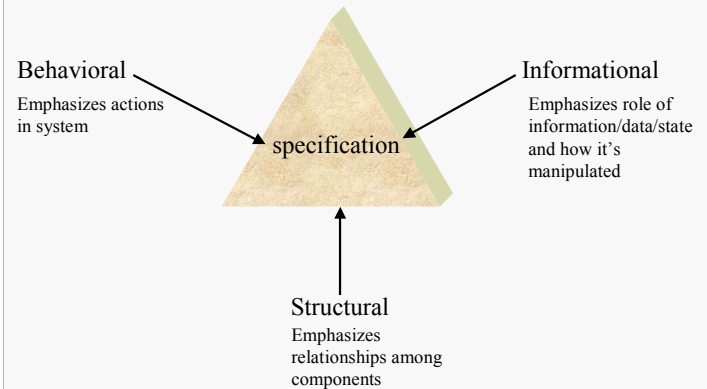 Behavioral
Emphasizes actions
in system
Informational
Emphasizes role of
information/data/state
and how it's
manipulated
specification
Structural
Emphasizes
relationships among
components